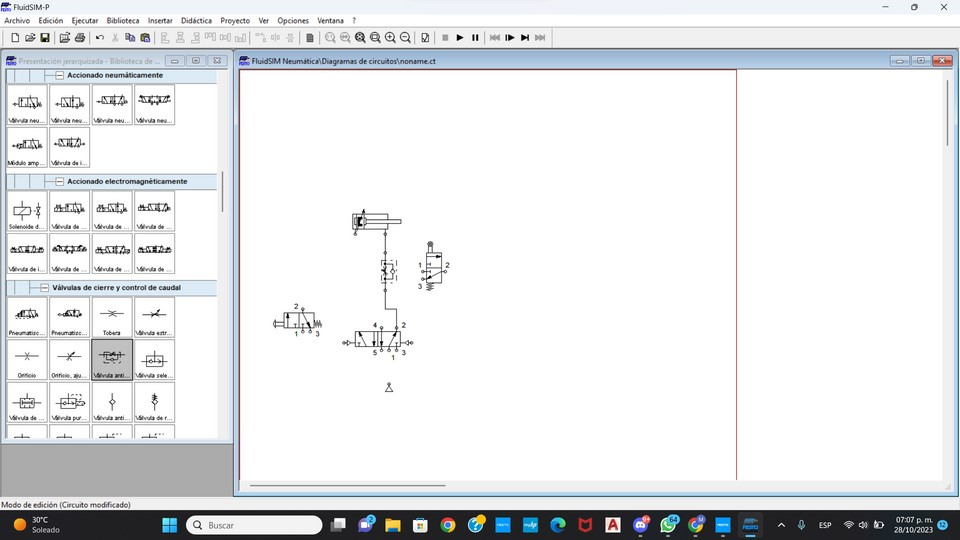 FluidSIM-P
Archivo Edición Ejecutar Biblioteca Insertar Didáctica Proyecto Ver Opciones Ventana ?
Presentación jerarquizada - Biblioteca de ...
FluidSIM Neumática\Diagramas de circuitos\noname.ct
Accionado neumáticamente
Válvula neu... Válvula neu... Válvula neu... Válvula neu...
Módulo amp... Válvula de i...
Accionado electromagnéticamente
Solenoide d... Válvula de ... Válvula de ... Válvula de ...
Válvula de i... Válvula de ... Válvula de ... Válvula de ...
Válvulas de cierre y control de caudal
Pneumatisc... Pneumatisc... Tobera Válvula estr...
Orificio Orificio, aju... Válvula anti... Válvula sele...
Válvula de ... Válvula pur... Válvula anti... Válvula de r...
1 2
3
2
1 3
4 2
5 1 3
Modo de edición (Circuito modificado)
30°C
Soleado
Buscar
ESP
07:07 p. m.
28/10/2023